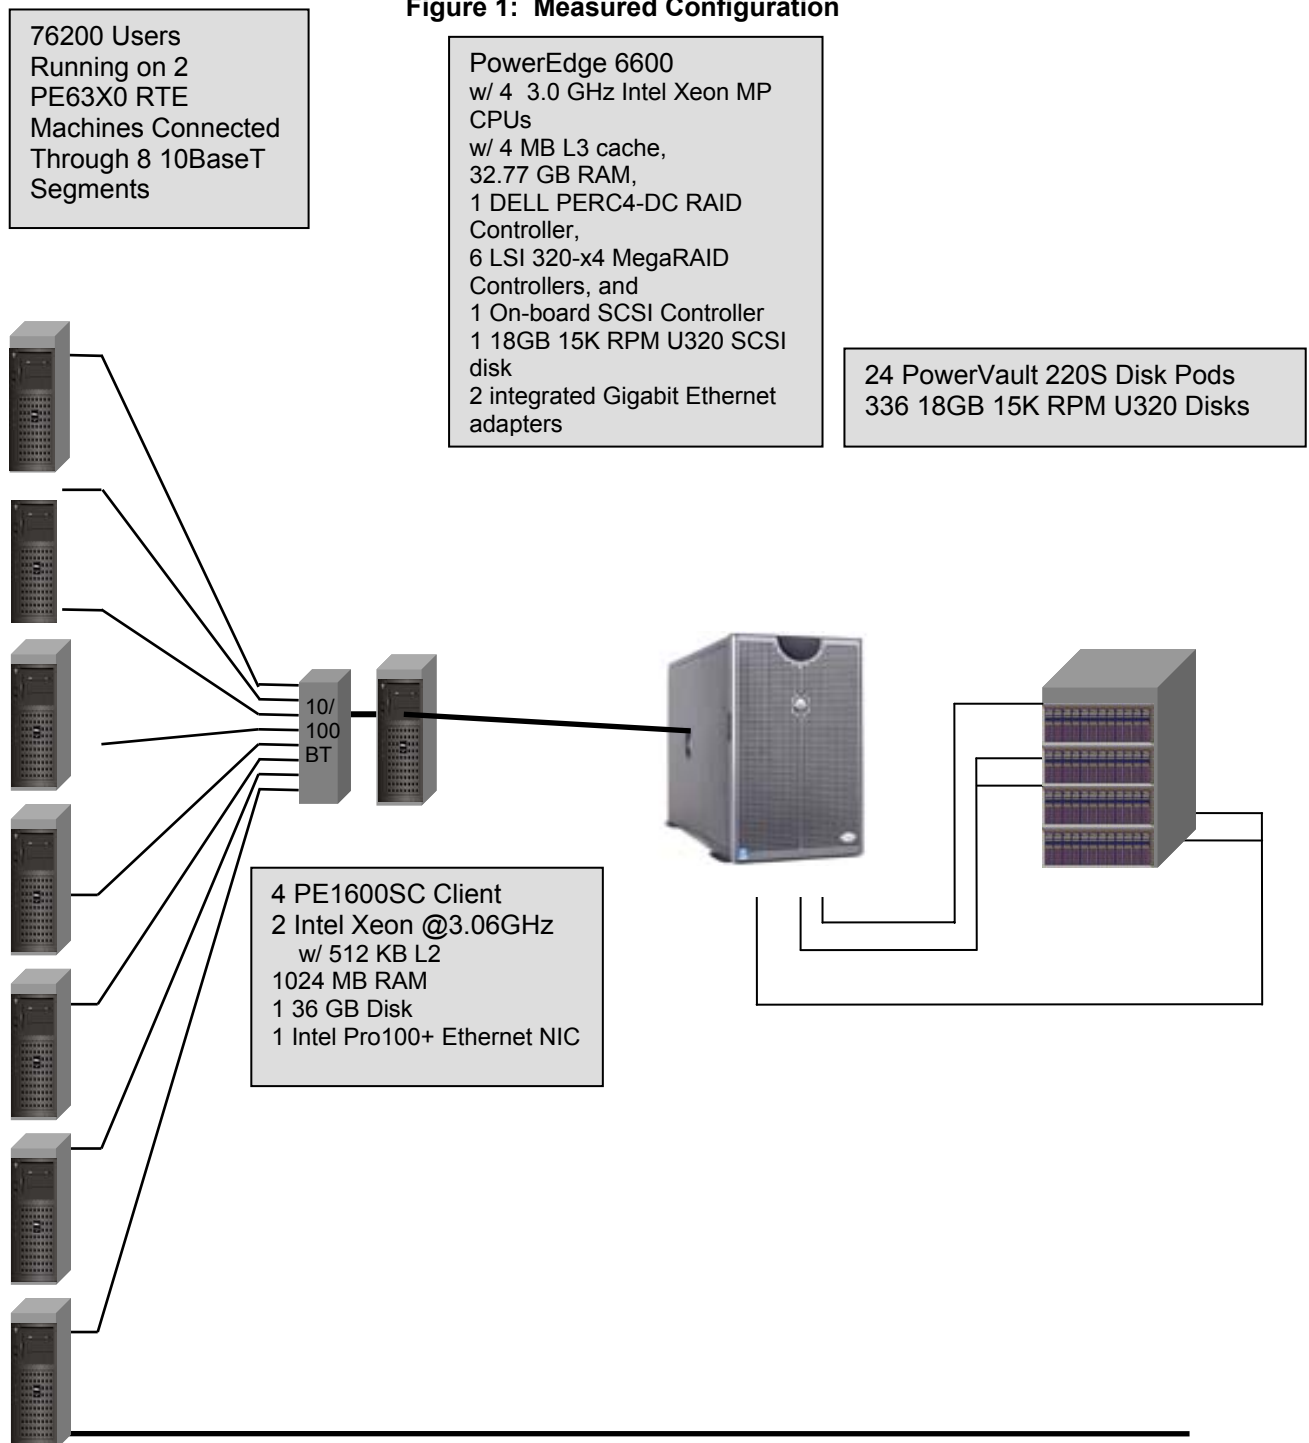 Figure 1: Measured Configuration
76200 Users
Running on 2
PE63X0 RTE
Machines Connected
Through 8 10BaseT
Segments
PowerEdge 6600
w/ 4 3.0 GHz Intel Xeon MP
CPUs
w/ 4 MB L3 cache,
32.77 GB RAM,
1 DELL PERC4-DC RAID
Controller,
6 LSI 320-x4 MegaRAID
Controllers, and
1 On-board SCSI Controller
1 18GB 15K RPM U320 SCSI
disk
2 integrated Gigabit Ethernet
adapters
24 PowerVault 220S Disk Pods
336 18GB 15K RPM U320 Disks
10/
100
BT
4 PE1600SC Client
2 Intel Xeon @3.06GHz
w/ 512 KB L2
1024 MB RAM
1 36 GB Disk
1 Intel Pro100+ Ethernet NIC